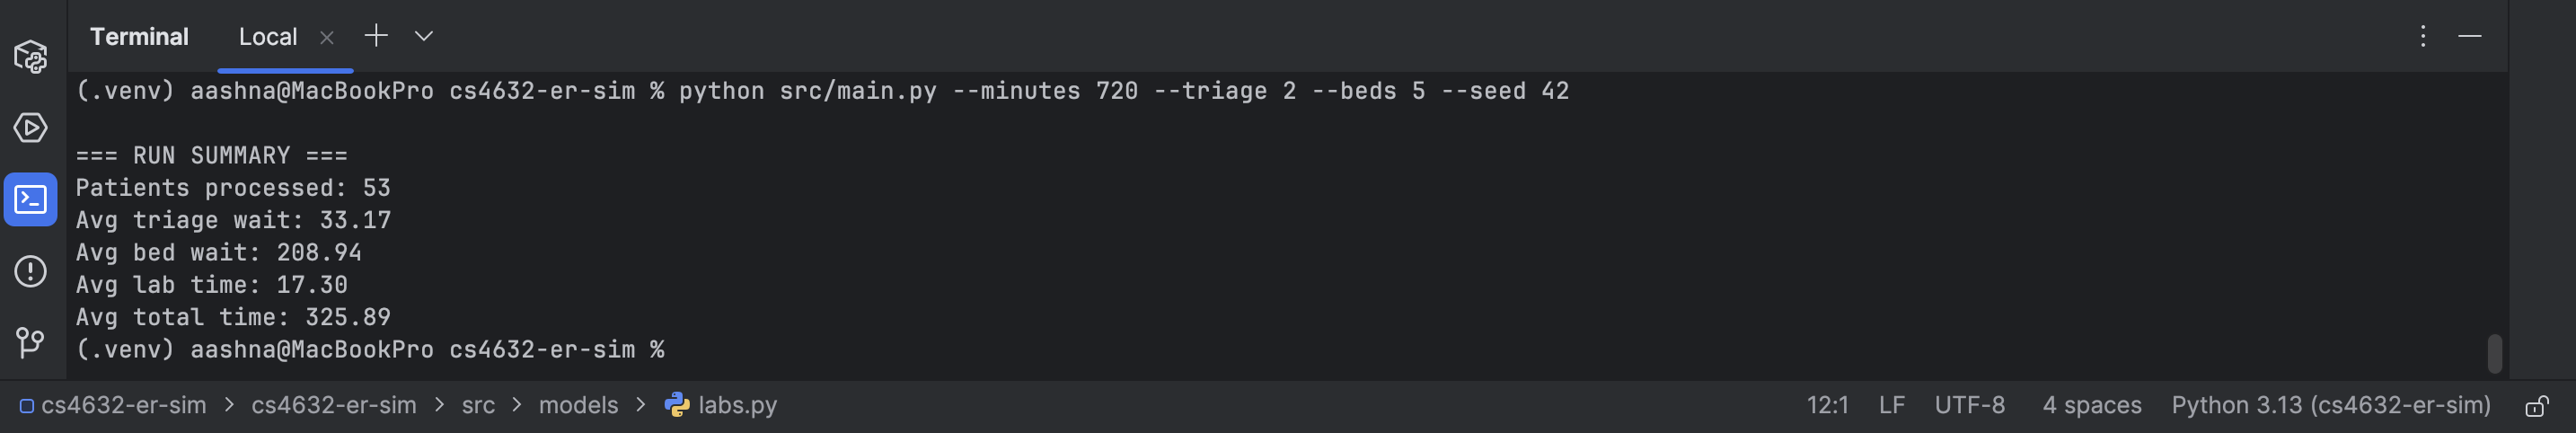 Terminal Local
(.venv) aashna@MacBookPro cs4632-er-sim % python src/main.py --minutes 720 --triage 2 --beds 5 --seed 42
=== RUN SUMMARY ===
Patients processed: 53
Avg triage wait: 33.17
Avg bed wait: 208.94
Avg lab time: 17.30
Avg total time: 325.89
(.venv) aashna@MacBookPro cs4632-er-sim %
cs4632-er-sim > cs4632-er-sim > src > models > labs.py 12:1 LF UTF-8 4 spaces Python 3.13 (cs4632-er-sim)